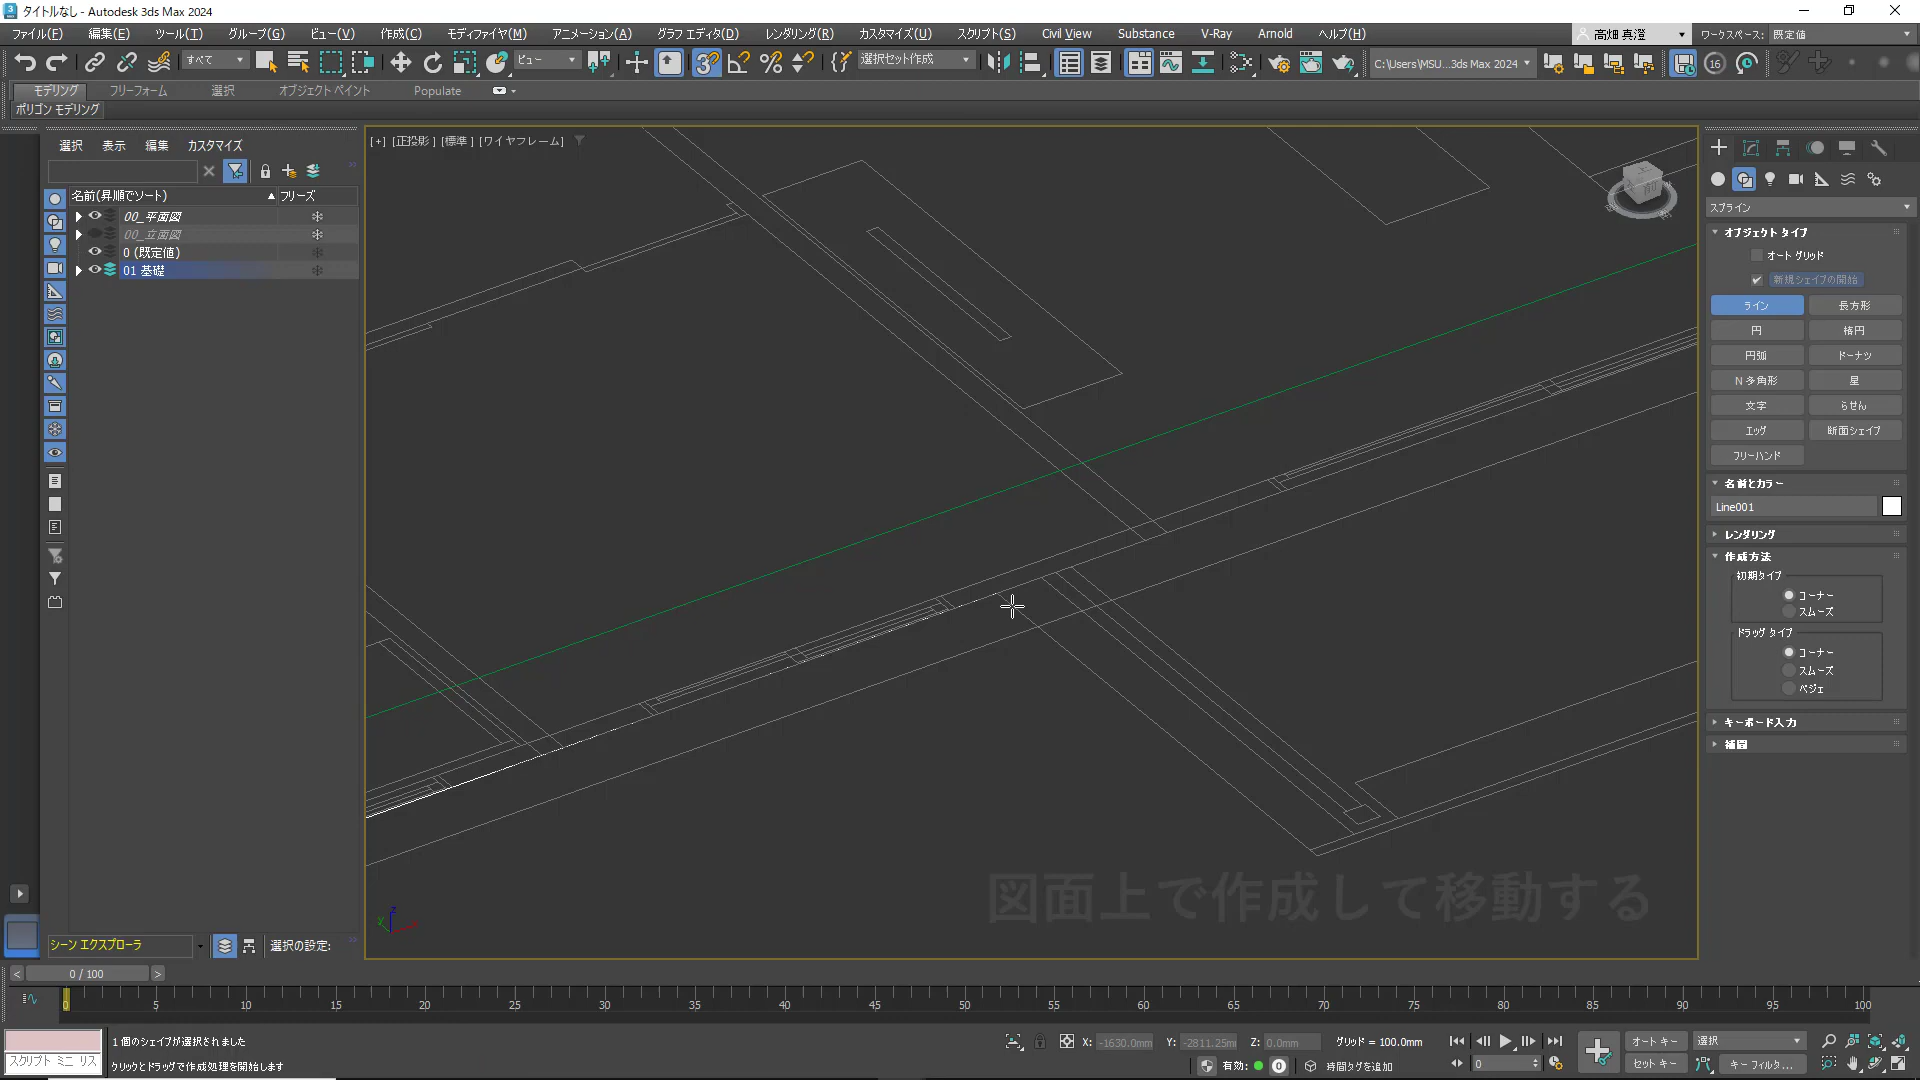 タイトルなし - Autodesk 3ds Max 2024
ファイル(F) 編集(E) ツール(T) グループ(G) ビュー(V) 作成(C) モディファイヤ(M) アニメーション(A) グラフ エディタ(D) レンダリング(R) カスタマイズ(U) スクリプト(S) Civil View Substance V-Ray Arnold ヘルプ(H) 高畑 真澄 ワークスペース: 既定値
すべて ビュー 選択セット作成 C:\Users\MSU...3ds Max 2024 16
モデリング フリーフォーム 選択 オブジェクト ペイント Populate
ポリゴン モデリング
選択 表示 編集 カスタマイズ
[+] [正投影] [標準] [ワイヤフレーム]
名前(昇順でソート) フリーズ
00_平面図
00_立面図
0 (既定値)
01 基礎
スプライン
オブジェクト タイプ
オート グリッド
新規シェイプの開始
ライン 長方形
円 楕円
円弧 ドーナツ
N 多角形 星
文字 らせん
エッグ 断面シェイプ
フリーハンド
名前とカラー
Line001
レンダリング
作成方法
初期タイプ
コーナー
スムーズ
ドラッグ タイプ
コーナー
スムーズ
ベジェ
キーボード入力
補間
図面上で作成して移動する
シーン エクスプローラ 選択の設定:
0 / 100
0 5 10 15 20 25 30 35 40 45 50 55 60 65 70 75 80 85 90 95 100
1 個のシェイプが選択されました X: -1630.0mm Y: -2811.25m Z: 0.0mm グリッド = 100.0mm オート キー 選択
スクリプト ミニ リス クリックとドラッグで作成処理を開始します 有効: 0 時間タグを追加 0 セット キー キー フィルタ...